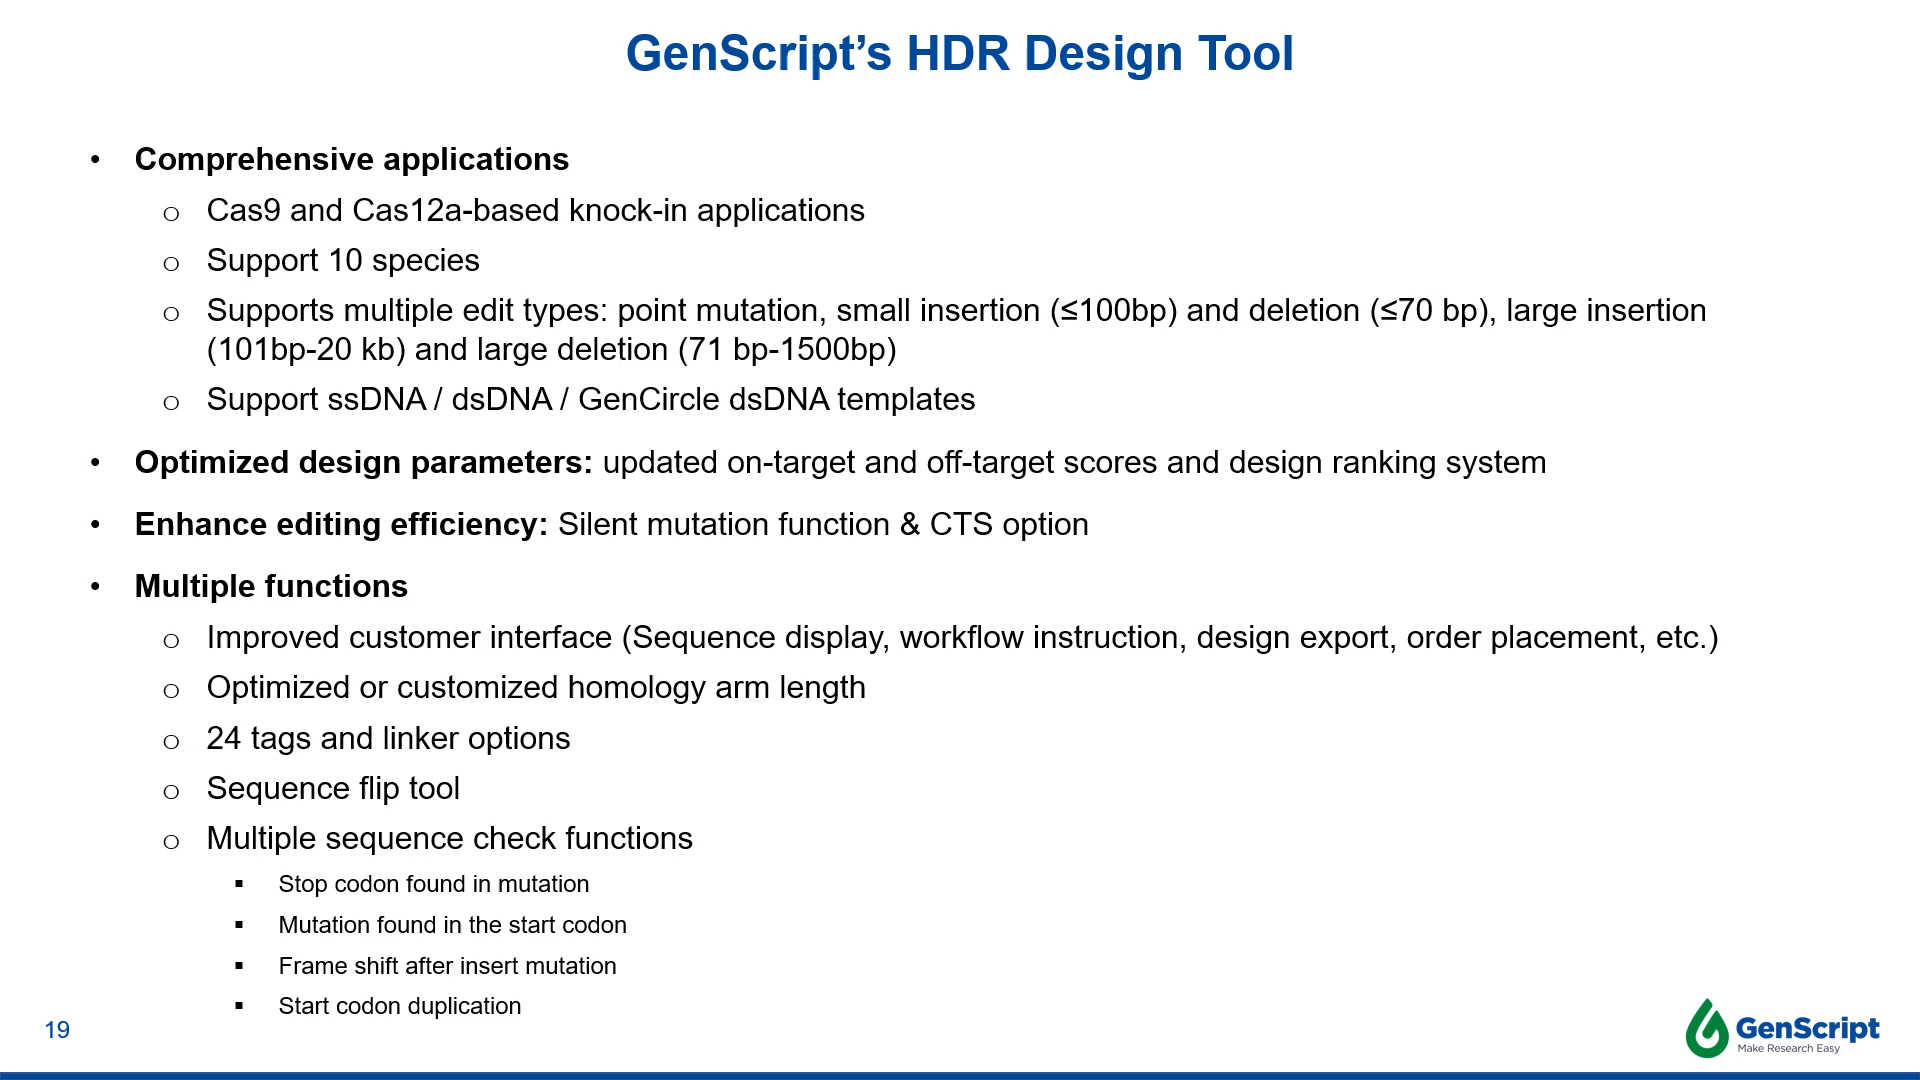 GenScript’s HDR Design Tool
• Comprehensive applications
o Cas9 and Cas12a-based knock-in applications
o Support 10 species
o Supports multiple edit types: point mutation, small insertion (≤100bp) and deletion (≤70 bp), large insertion
(101bp-20 kb) and large deletion (71 bp-1500bp)
o Support ssDNA / dsDNA / GenCircle dsDNA templates
• Optimized design parameters: updated on-target and off-target scores and design ranking system
• Enhance editing efficiency: Silent mutation function & CTS option
• Multiple functions
o Improved customer interface (Sequence display, workflow instruction, design export, order placement, etc.)
o Optimized or customized homology arm length
o 24 tags and linker options
o Sequence flip tool
o Multiple sequence check functions
▪ Stop codon found in mutation
▪ Mutation found in the start codon
▪ Frame shift after insert mutation
▪ Start codon duplication
19
GenScript
Make Research Easy